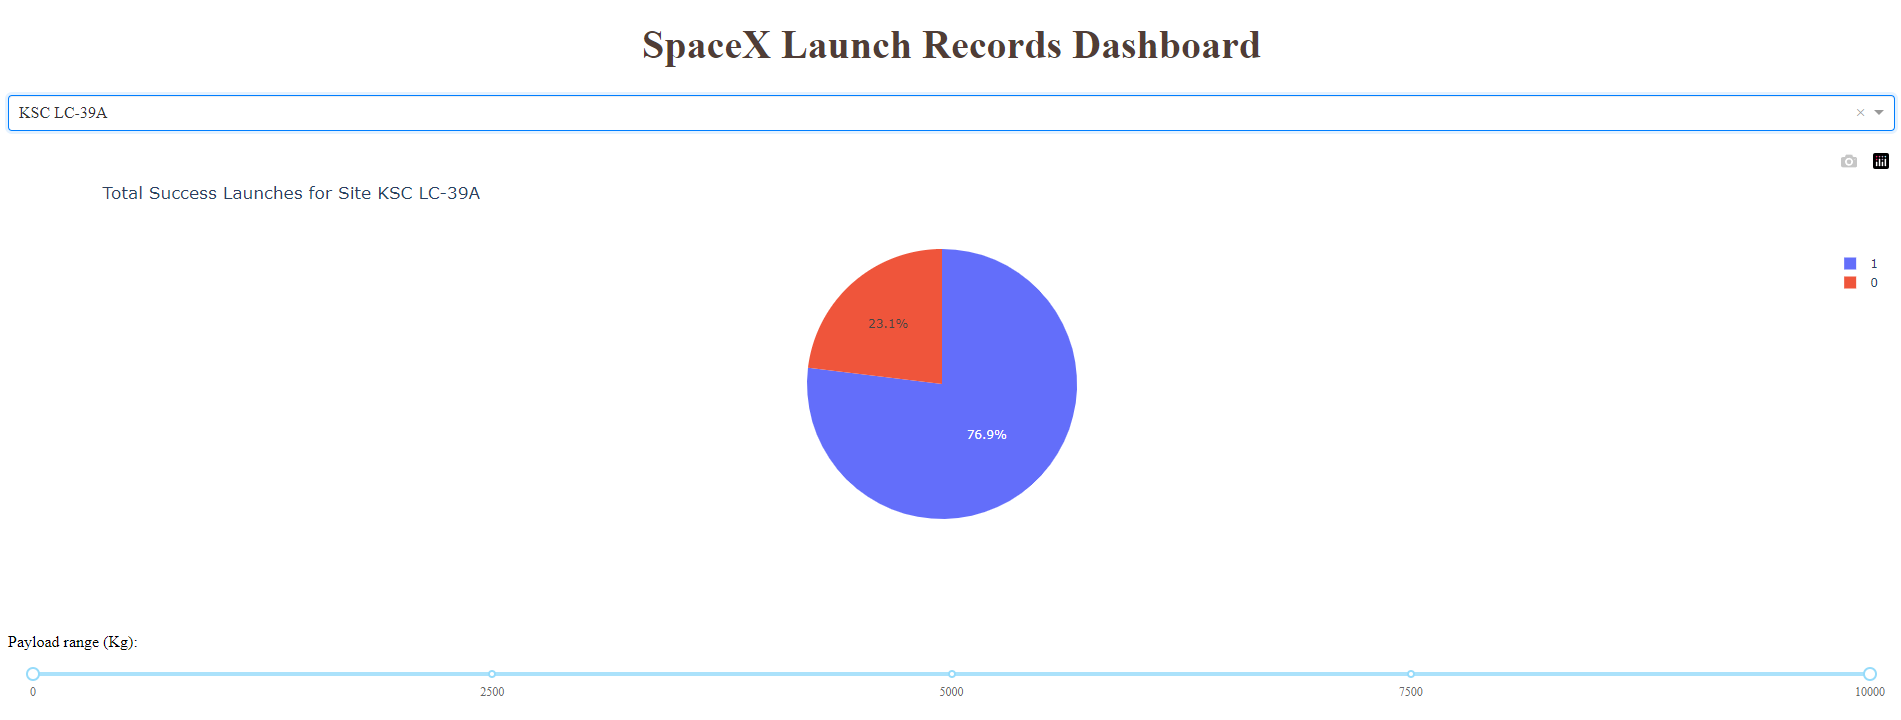 SpaceX Launch Records Dashboard
KSC LC-39A
Total Success Launches for Site KSC LC-39A
1
0
23.1%
76.9%
Payload range (Kg):
0 2500 5000 7500 10000